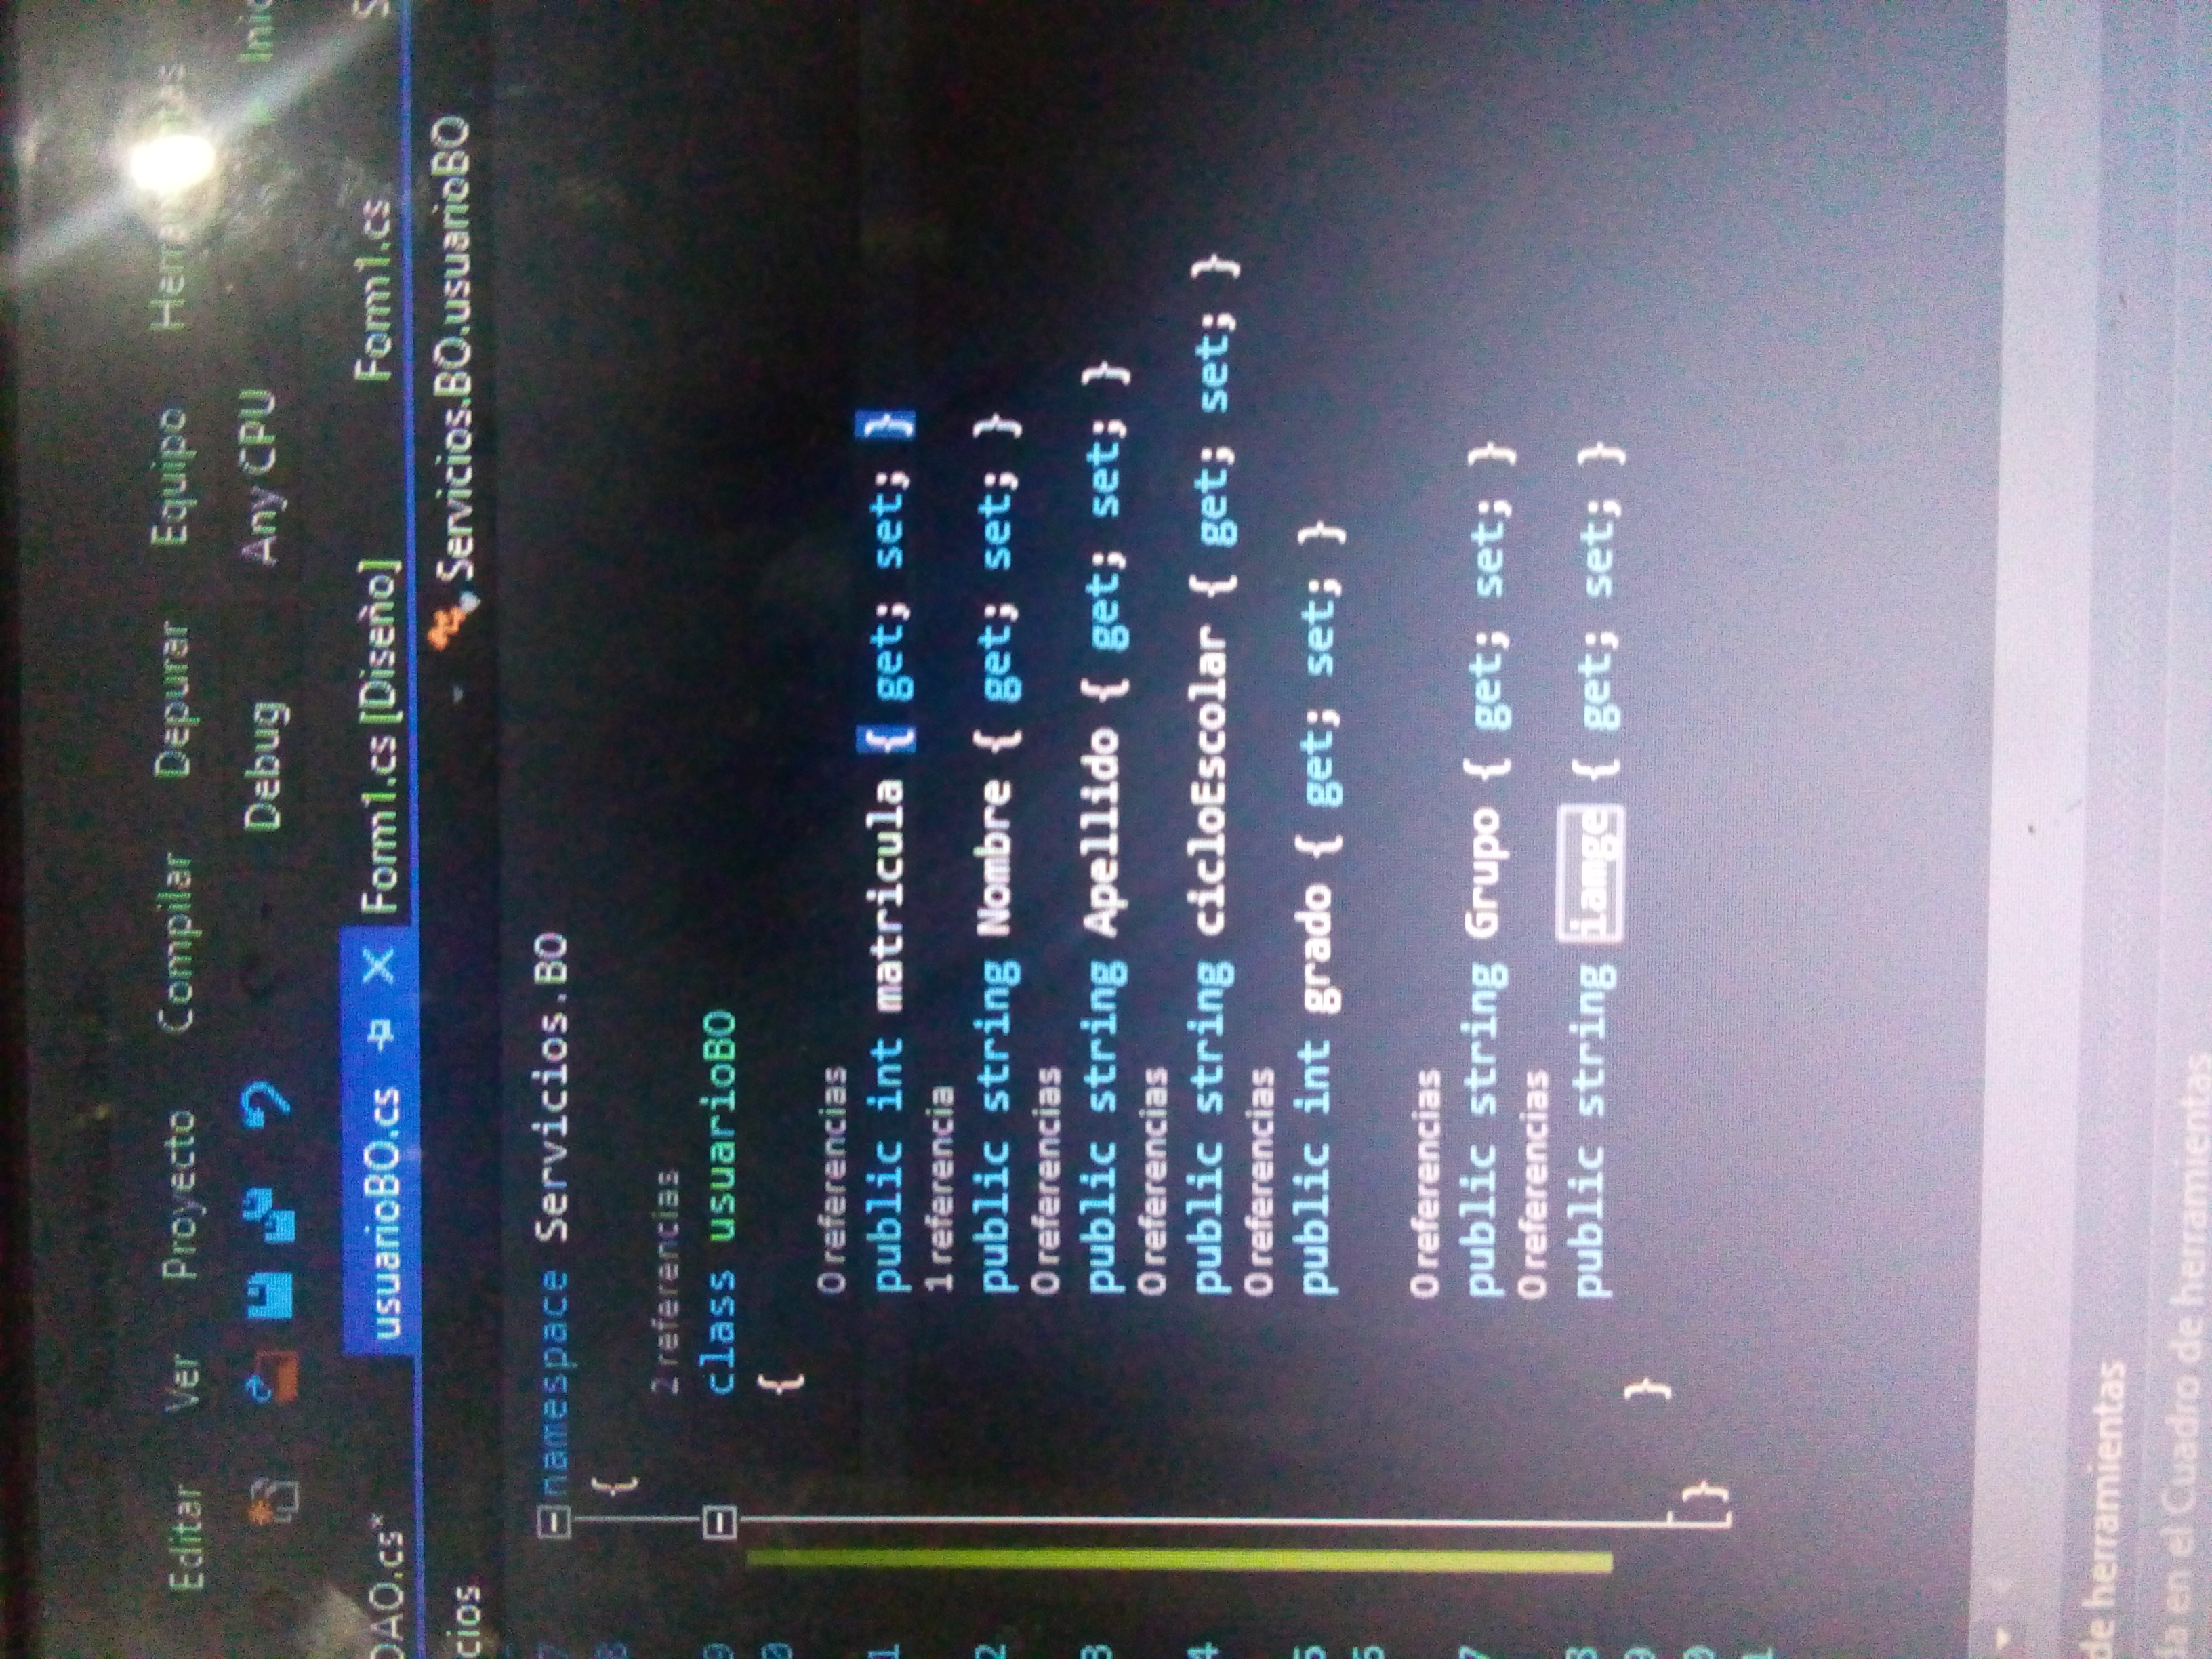 Editar Ver Proyecto Compilar Depurar Equipo
Debug Any CPU
DAO.cs* usuarioBO.cs Form1.cs [Diseño] Form1.cs
cios Servicios.BO.usuarioBO
7 namespace Servicios.BO
8 {
2 referencias
9 class usuarioBO
0 {
0 referencias
1 public int matricula { get; set; }
1 referencia
2 public string Nombre { get; set; }
0 referencias
3 public string Apellido { get; set; }
0 referencias
4 public string cicloEscolar { get; set; }
0 referencias
5 public int grado { get; set; }
6
0 referencias
7 public string Grupo { get; set; }
0 referencias
8 public string iamge { get; set; }
9 }
0 }
1
de herramientas
da en el Cuadro de herramientas